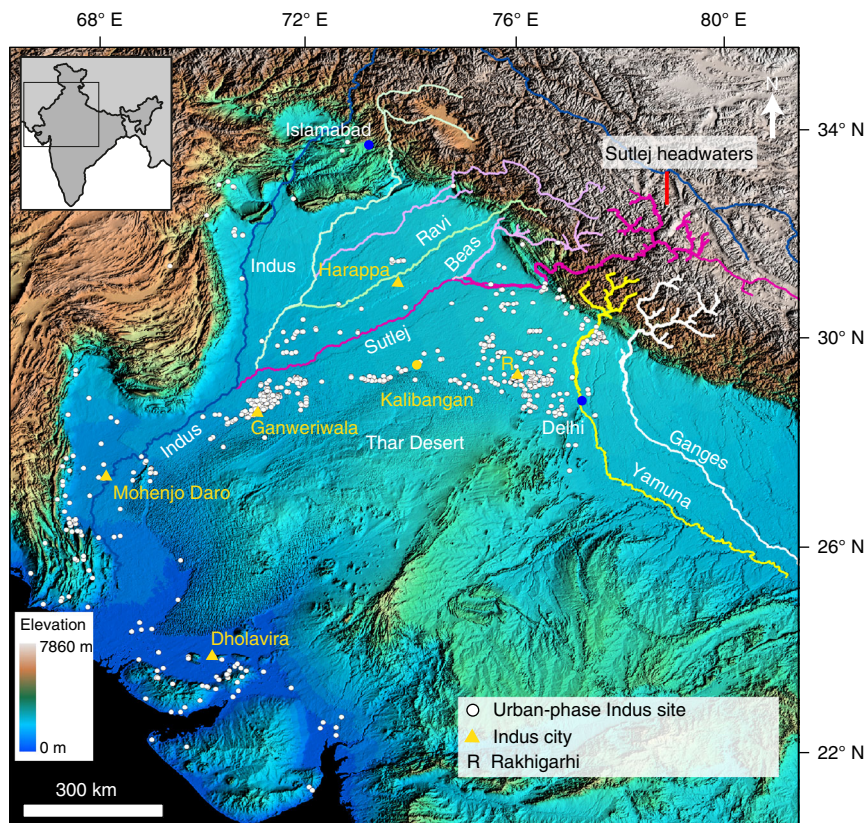 68° E
72° E
76° E
80° E
N
34° N
Islamabad
Sutlej headwaters
Ravi
Indus
Beas
Harappa
30° N
Sutlej
R
Kalibangan
Ganweriwala
Delhi
Indus
Thar Desert
Ganges
Mohenjo Daro
Yamuna
26° N
Elevation
7860 m
0 m
Dholavira
Urban-phase Indus site
Indus city
R Rakhigarhi
22° N
300 km